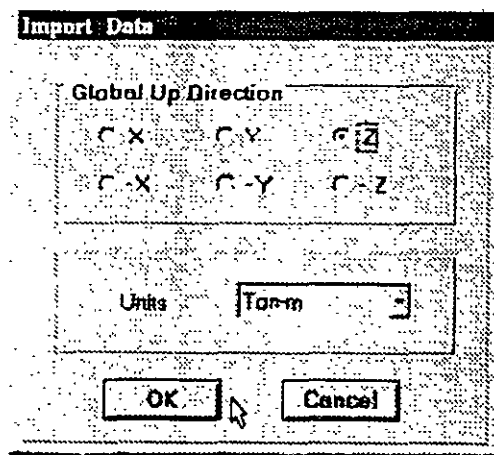 Import Data
Global Up Direction
X Y Z
-X -Y -Z
Units Ton-m
OK Cancel